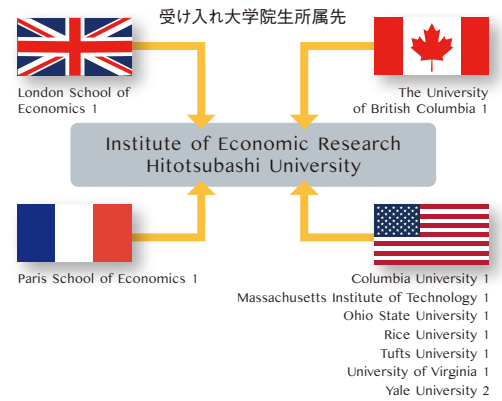 受け入れ大学院生所属先
London School of
Economics 1
The University
of British Columbia 1
Institute of Economic Research
Hitotsubashi University
Paris School of Economics 1
Columbia University 1
Massachusetts Institute of Technology 1
Ohio State University 1
Rice University 1
Tufts University 1
University of Virginia 1
Yale University 2